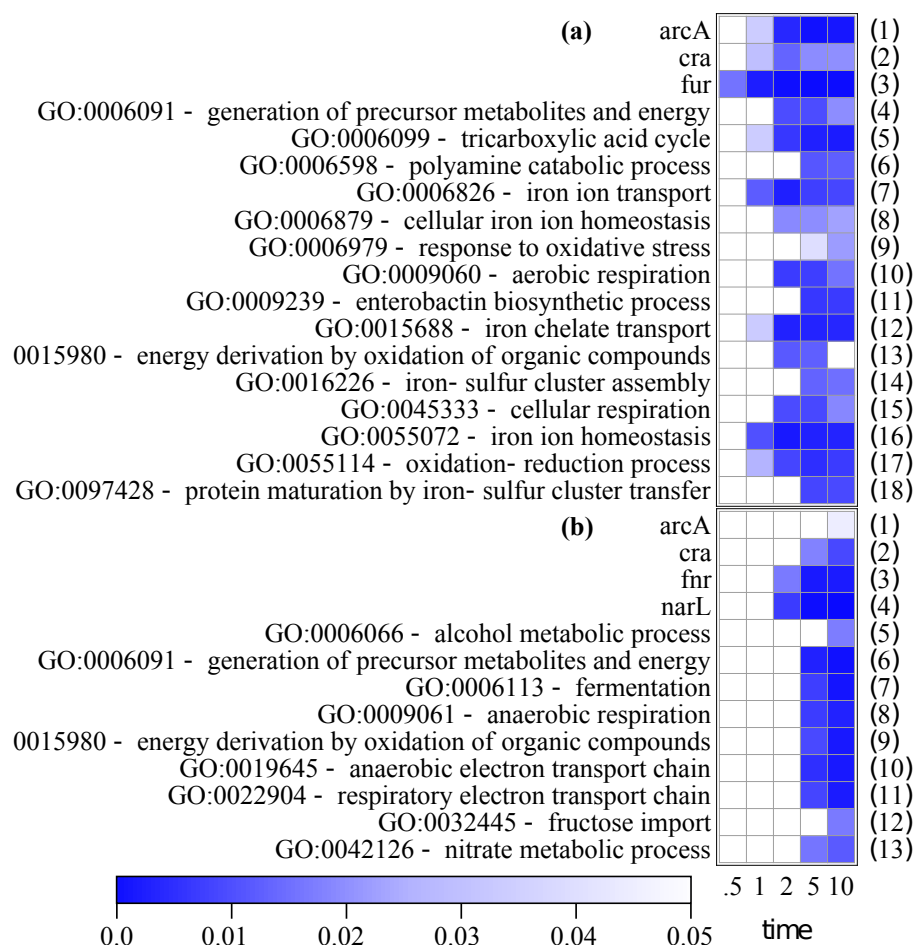 (a) arcA (1)
cra (2)
fur (3)
GO:0006091 - generation of precursor metabolites and energy (4)
GO:0006099 - tricarboxylic acid cycle (5)
GO:0006598 - polyamine catabolic process (6)
GO:0006826 - iron ion transport (7)
GO:0006879 - cellular iron ion homeostasis (8)
GO:0006979 - response to oxidative stress (9)
GO:0009060 - aerobic respiration (10)
GO:0009239 - enterobactin biosynthetic process (11)
GO:0015688 - iron chelate transport (12)
0015980 - energy derivation by oxidation of organic compounds (13)
GO:0016226 - iron- sulfur cluster assembly (14)
GO:0045333 - cellular respiration (15)
GO:0055072 - iron ion homeostasis (16)
GO:0055114 - oxidation- reduction process (17)
GO:0097428 - protein maturation by iron- sulfur cluster transfer (18)
(b) arcA (1)
cra (2)
fnr (3)
narL (4)
GO:0006066 - alcohol metabolic process (5)
GO:0006091 - generation of precursor metabolites and energy (6)
GO:0006113 - fermentation (7)
GO:0009061 - anaerobic respiration (8)
0015980 - energy derivation by oxidation of organic compounds (9)
GO:0019645 - anaerobic electron transport chain (10)
GO:0022904 - respiratory electron transport chain (11)
GO:0032445 - fructose import (12)
GO:0042126 - nitrate metabolic process (13)
.5 1 2 5 10
time
0.0 0.01 0.02 0.03 0.04 0.05